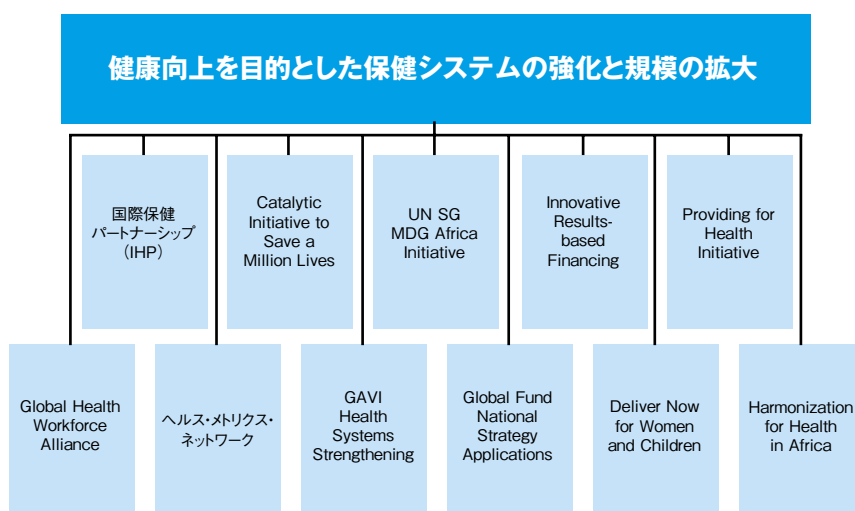 健康向上を目的とした保健システムの強化と規模の拡大
国際保健
パートナーシップ
（IHP）
Catalytic
Initiative to
Save a
Million Lives
UN SG
MDG Africa
Initiative
Innovative
Results-
based
Financing
Providing for
Health
Initiative
Global Health
Workforce
Alliance
ヘルス・メトリクス・
ネットワーク
GAVI
Health
Systems
Strengthening
Global Fund
National
Strategy
Applications
Deliver Now
for Women
and Children
Harmonization
for Health
in Africa